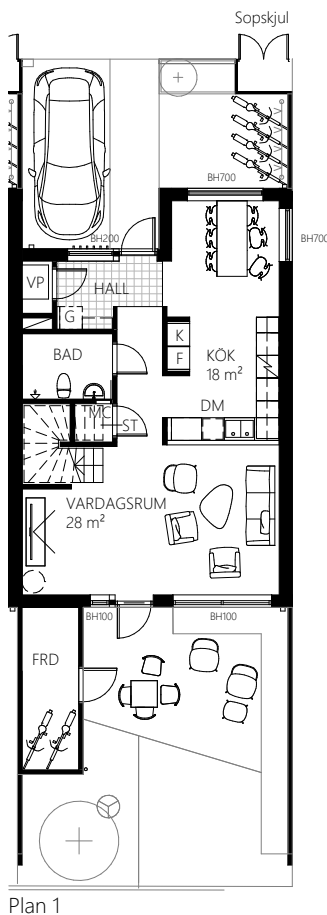 Sopskjul
BH700
BH700
BH200
VP
HALL
G
K
F
KÖK
18 m²
BAD
DM
MC
ST
VARDAGSRUM
28 m²
BH100
BH100
FRD
Plan 1